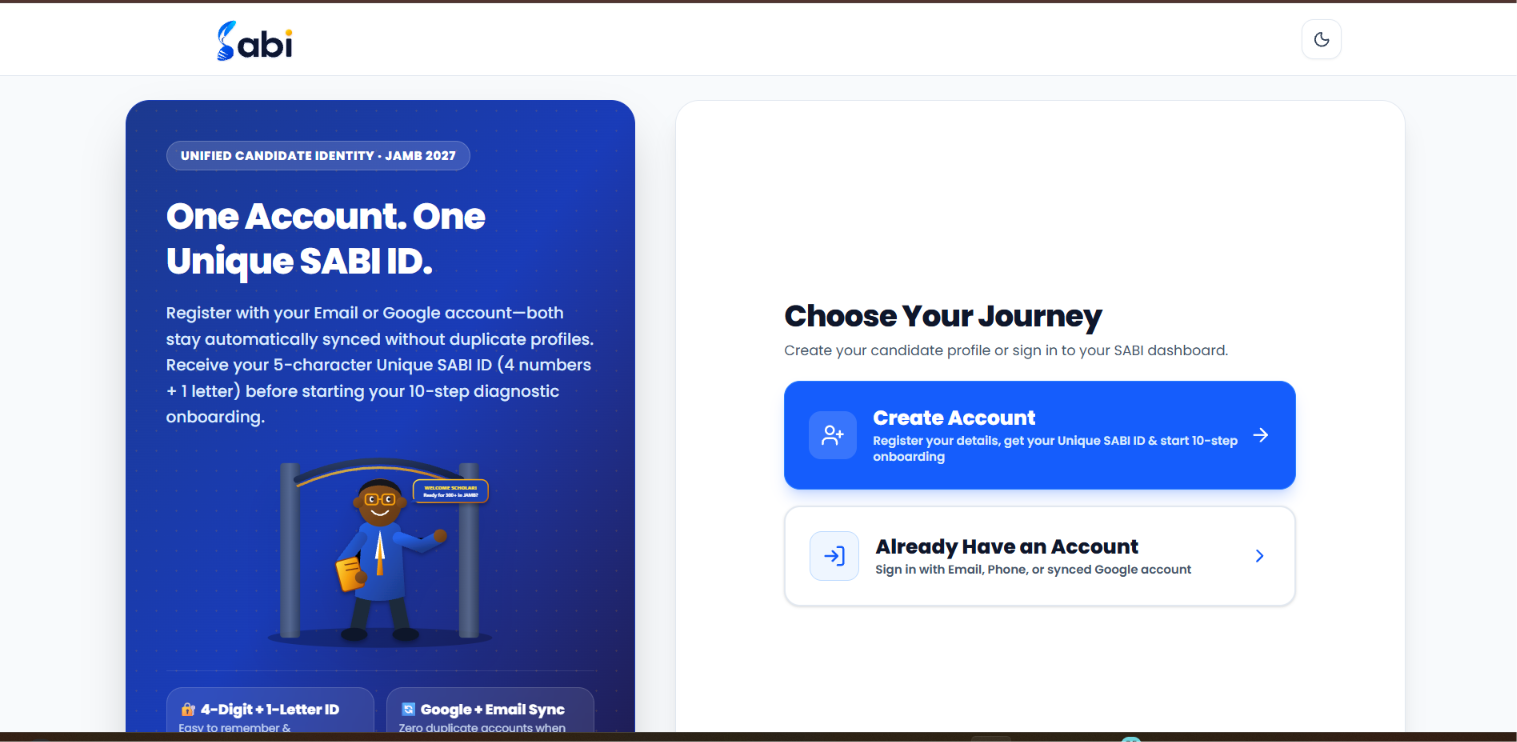 Sabi
UNIFIED CANDIDATE IDENTITY • JAMB 2027
One Account. One
Unique SABI ID.
Register with your Email or Google account—both
stay automatically synced without duplicate profiles.
Receive your 5-character Unique SABI ID (4 numbers
+ 1 letter) before starting your 10-step diagnostic
onboarding.
WELCOME SCHOLAR!
Ready for 300+ in JAMB?
4-Digit + 1-Letter ID
Easy to remember &
Google + Email Sync
Zero duplicate accounts when
Choose Your Journey
Create your candidate profile or sign in to your SABI dashboard.
Create Account
Register your details, get your Unique SABI ID & start 10-step
onboarding
Already Have an Account
Sign in with Email, Phone, or synced Google account